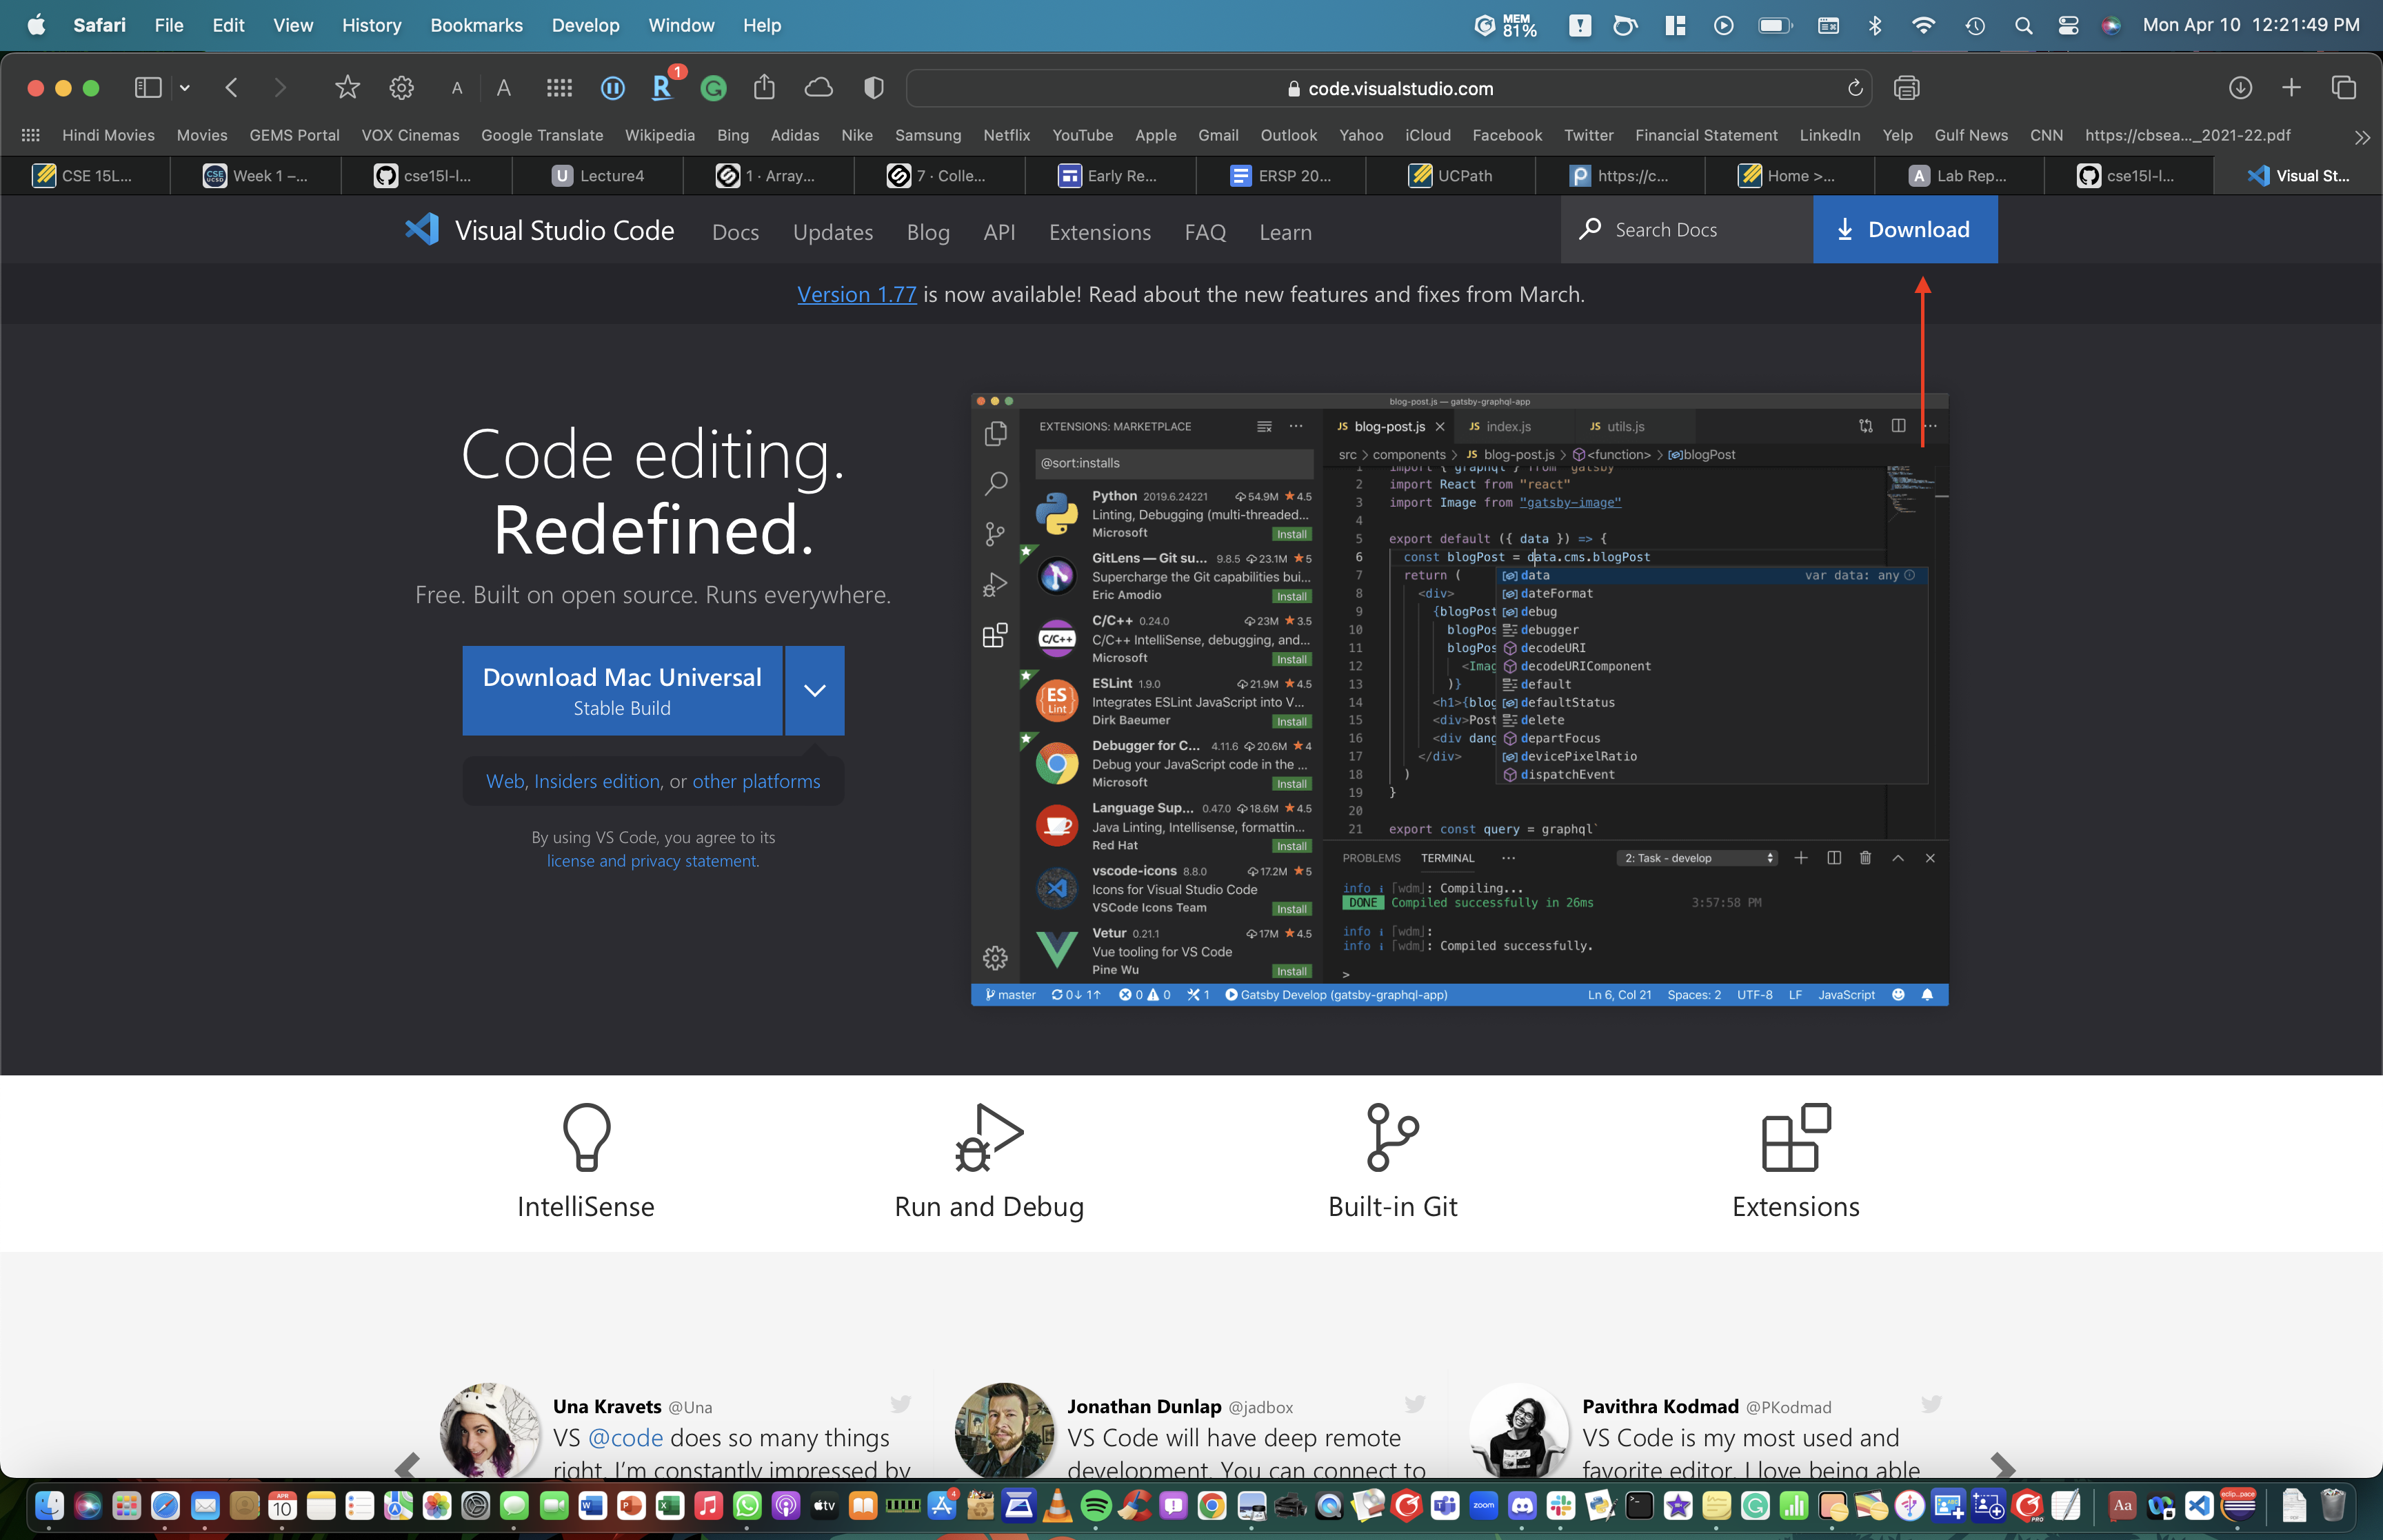 Safari File Edit View History Bookmarks Develop Window Help MEM 81% Mon Apr 10 12:21:49 PM
A A R 1 code.visualstudio.com
Hindi Movies Movies GEMS Portal VOX Cinemas Google Translate Wikipedia Bing Adidas Nike Samsung Netflix YouTube Apple Gmail Outlook Yahoo iCloud Facebook Twitter Financial Statement LinkedIn Yelp Gulf News CNN https://cbsea..._2021-22.pdf
CSE 15L... Week 1 –... cse15l-l... U Lecture4 1 · Array... 7 · Colle... Early Re... ERSP 20... UCPath https://c... Home >... A Lab Rep... cse15l-l... Visual St...
Visual Studio Code Docs Updates Blog API Extensions FAQ Learn Search Docs Download
Version 1.77 is now available! Read about the new features and fixes from March.
Code editing.
Redefined.
Free. Built on open source. Runs everywhere.
Download Mac Universal
Stable Build
Web, Insiders edition, or other platforms
By using VS Code, you agree to its
license and privacy statement.
blog-post.js — gatsby-graphql-app
EXTENSIONS: MARKETPLACE
@sort:installs
Python 2019.6.24221 54.9M ★4.5
Linting, Debugging (multi-threaded...
Microsoft Install
GitLens — Git su... 9.8.5 23.1M ★5
Supercharge the Git capabilities bui...
Eric Amodio Install
C/C++ 0.24.0 23M ★3.5
C/C++ IntelliSense, debugging, and...
Microsoft Install
ESLint 1.9.0 21.9M ★4.5
Integrates ESLint JavaScript into V...
Dirk Baeumer Install
Debugger for C... 4.11.6 20.6M ★4
Debug your JavaScript code in the ...
Microsoft Install
Language Sup... 0.47.0 18.6M ★4.5
Java Linting, Intellisense, formattin...
Red Hat Install
vscode-icons 8.8.0 17.2M ★5
Icons for Visual Studio Code
VSCode Icons Team Install
Vetur 0.21.1 17M ★4.5
Vue tooling for VS Code
Pine Wu Install
JS blog-post.js JS index.js JS utils.js
src > components > JS blog-post.js > <function> > blogPost
1 import { graphql } from "gatsby"
2 import React from "react"
3 import Image from "gatsby-image"
4
5 export default ({ data }) => {
6 const blogPost = data.cms.blogPost
7 return (
8 <div>
9 {blogPost
10 blogPos
11 blogPos
12 <Imag
13 )}
14 <h1>{blog
15 <div>Post
16 <div dang
17 </div>
18 )
19 }
20
21 export const query = graphql`
data var data: any
dateFormat
debug
debugger
decodeURI
decodeURIComponent
default
defaultStatus
delete
departFocus
devicePixelRatio
dispatchEvent
PROBLEMS TERMINAL ··· 2: Task - develop
info i [wdm]: Compiling...
DONE Compiled successfully in 26ms 3:57:58 PM
info i [wdm]:
info i [wdm]: Compiled successfully.
>
master 0↓ 1↑ 0 0 1 Gatsby Develop (gatsby-graphql-app) Ln 6, Col 21 Spaces: 2 UTF-8 LF JavaScript
IntelliSense Run and Debug Built-in Git Extensions
Una Kravets @Una
VS @code does so many things
right. I'm constantly impressed by
Jonathan Dunlap @jadbox
VS Code will have deep remote
development. You can connect to
Pavithra Kodmad @PKodmad
VS Code is my most used and
favorite editor. I love being able
APR 10 W P X tv 4 zoom PRO Aa